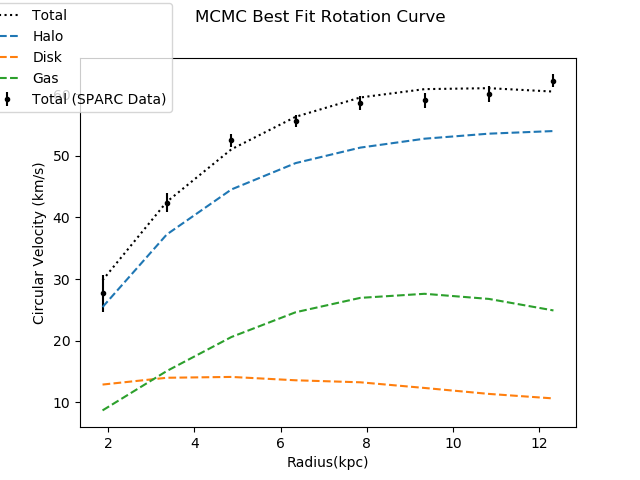 MCMC Best Fit Rotation Curve
Total
Halo
Disk
Gas
Total (SPARC Data)
60
50
40
30
20
10
Circular Velocity (km/s)
2
4
6
8
10
12
Radius(kpc)